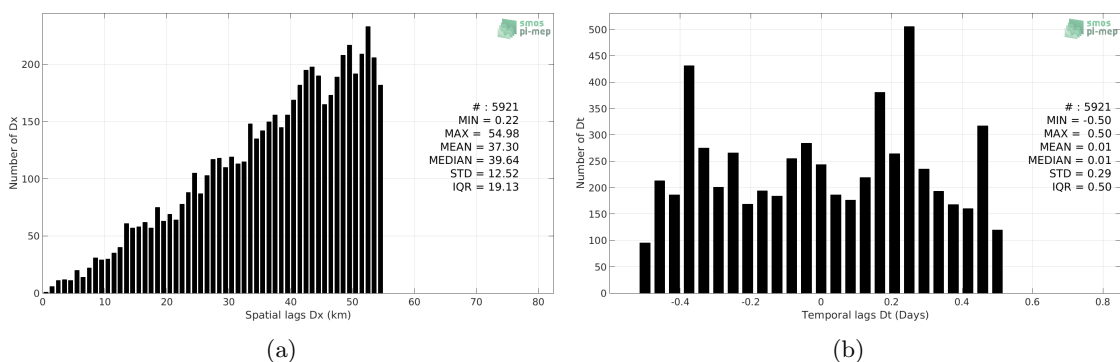 smos
pi-mep
200
150
100
50
0
Number of Dx
# : 5921
MIN = 0.22
MAX = 54.98
MEAN = 37.30
MEDIAN = 39.64
STD = 12.52
IQR = 19.13
0 10 20 30 40 50 60 70 80
Spatial lags Dx (km)
(a)
smos
pi-mep
500
450
400
350
300
250
200
150
100
50
0
Number of Dt
# : 5921
MIN = -0.50
MAX = 0.50
MEAN = 0.01
MEDIAN = 0.01
STD = 0.29
IQR = 0.50
-0.4 -0.2 0 0.2 0.4 0.6 0.8
Temporal lags Dt (Days)
(b)